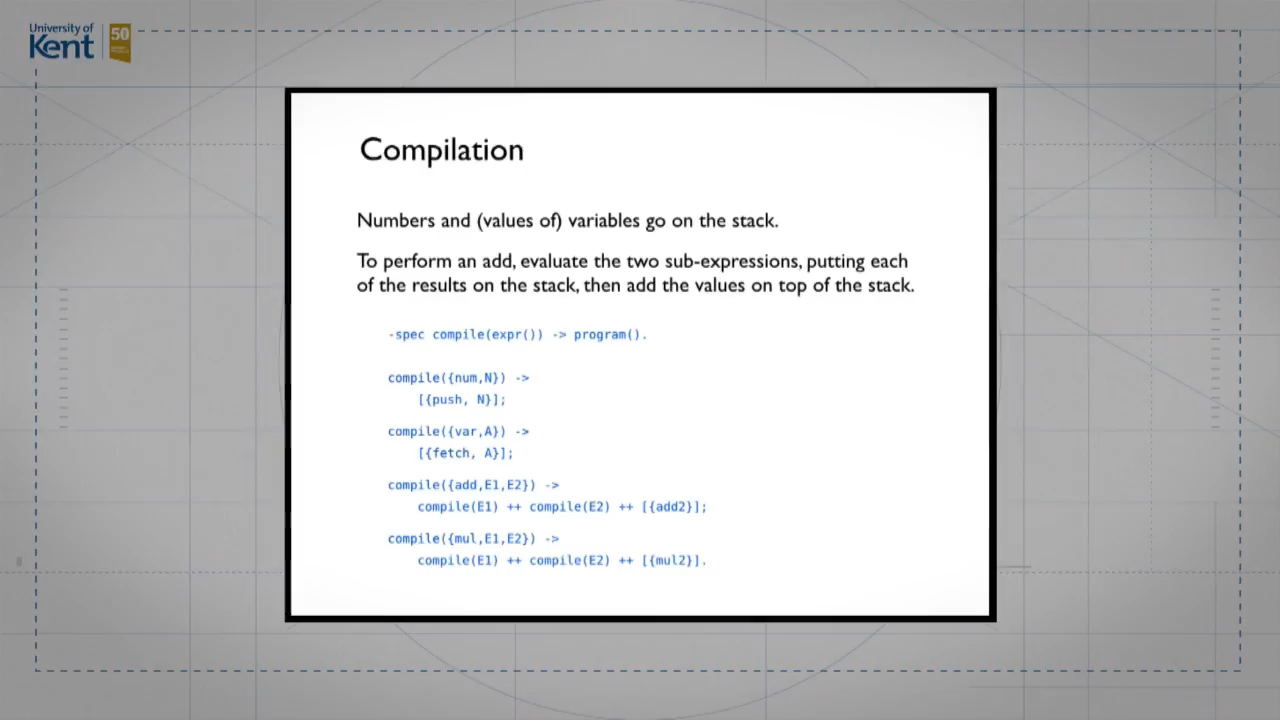 University of
Kent
50
Compilation
Numbers and (values of) variables go on the stack.
To perform an add, evaluate the two sub-expressions, putting each
of the results on the stack, then add the values on top of the stack.
-spec compile(expr()) -> program().
compile({num,N}) ->
[{push, N}];
compile({var,A}) ->
[{fetch, A}];
compile({add,E1,E2}) ->
compile(E1) ++ compile(E2) ++ [{add2}];
compile({mul,E1,E2}) ->
compile(E1) ++ compile(E2) ++ [{mul2}].